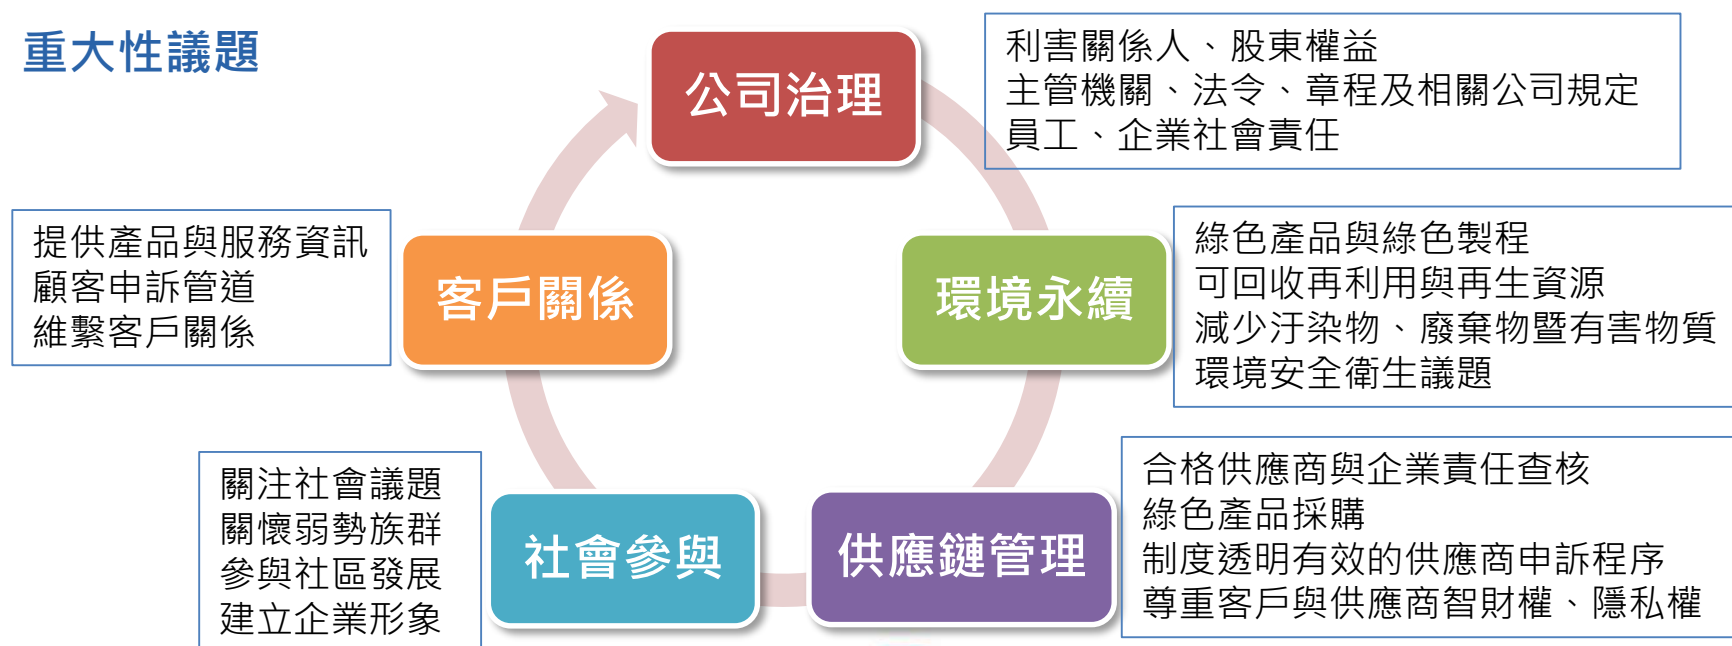 重大性議題
公司治理
利害關係人、股東權益
主管機關、法令、章程及相關公司規定
員工、企業社會責任
環境永續
綠色產品與綠色製程
可回收再利用與再生資源
減少汙染物、廢棄物暨有害物質
環境安全衛生議題
供應鏈管理
合格供應商與企業責任查核
綠色產品採購
制度透明有效的供應商申訴程序
尊重客戶與供應商智財權、隱私權
社會參與
關注社會議題
關懷弱勢族群
參與社區發展
建立企業形象
客戶關係
提供產品與服務資訊
顧客申訴管道
維繫客戶關係